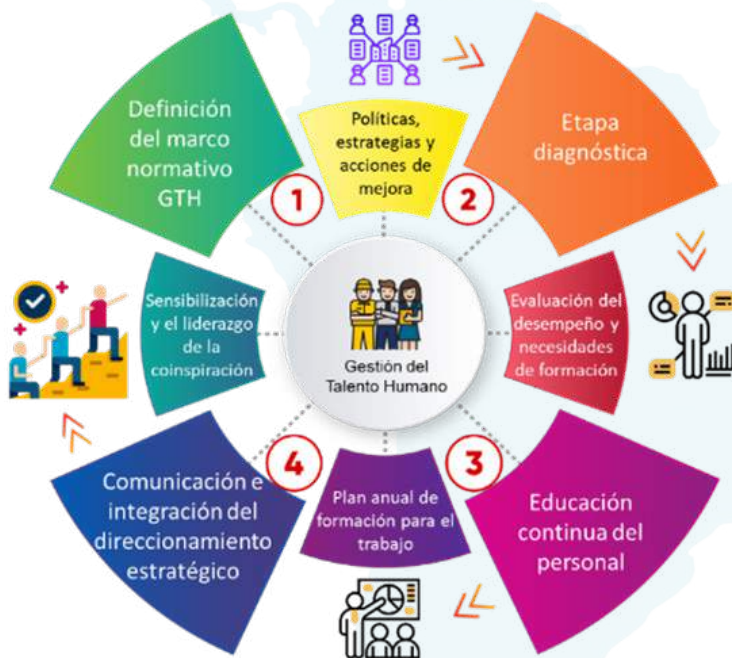 Definición
del marco
normativo
GTH
Políticas,
estrategias y
acciones de
mejora
Etapa
diagnóstica
1
2
Sensibilización
y el liderazgo
de la
coinspiración
Gestión del
Talento Humano
Evaluación del
desempeño y
necesidades
de formación
4
3
Comunicación e
integración del
direccionamiento
estratégico
Plan anual de
formación para el
trabajo
Educación
continua del
personal